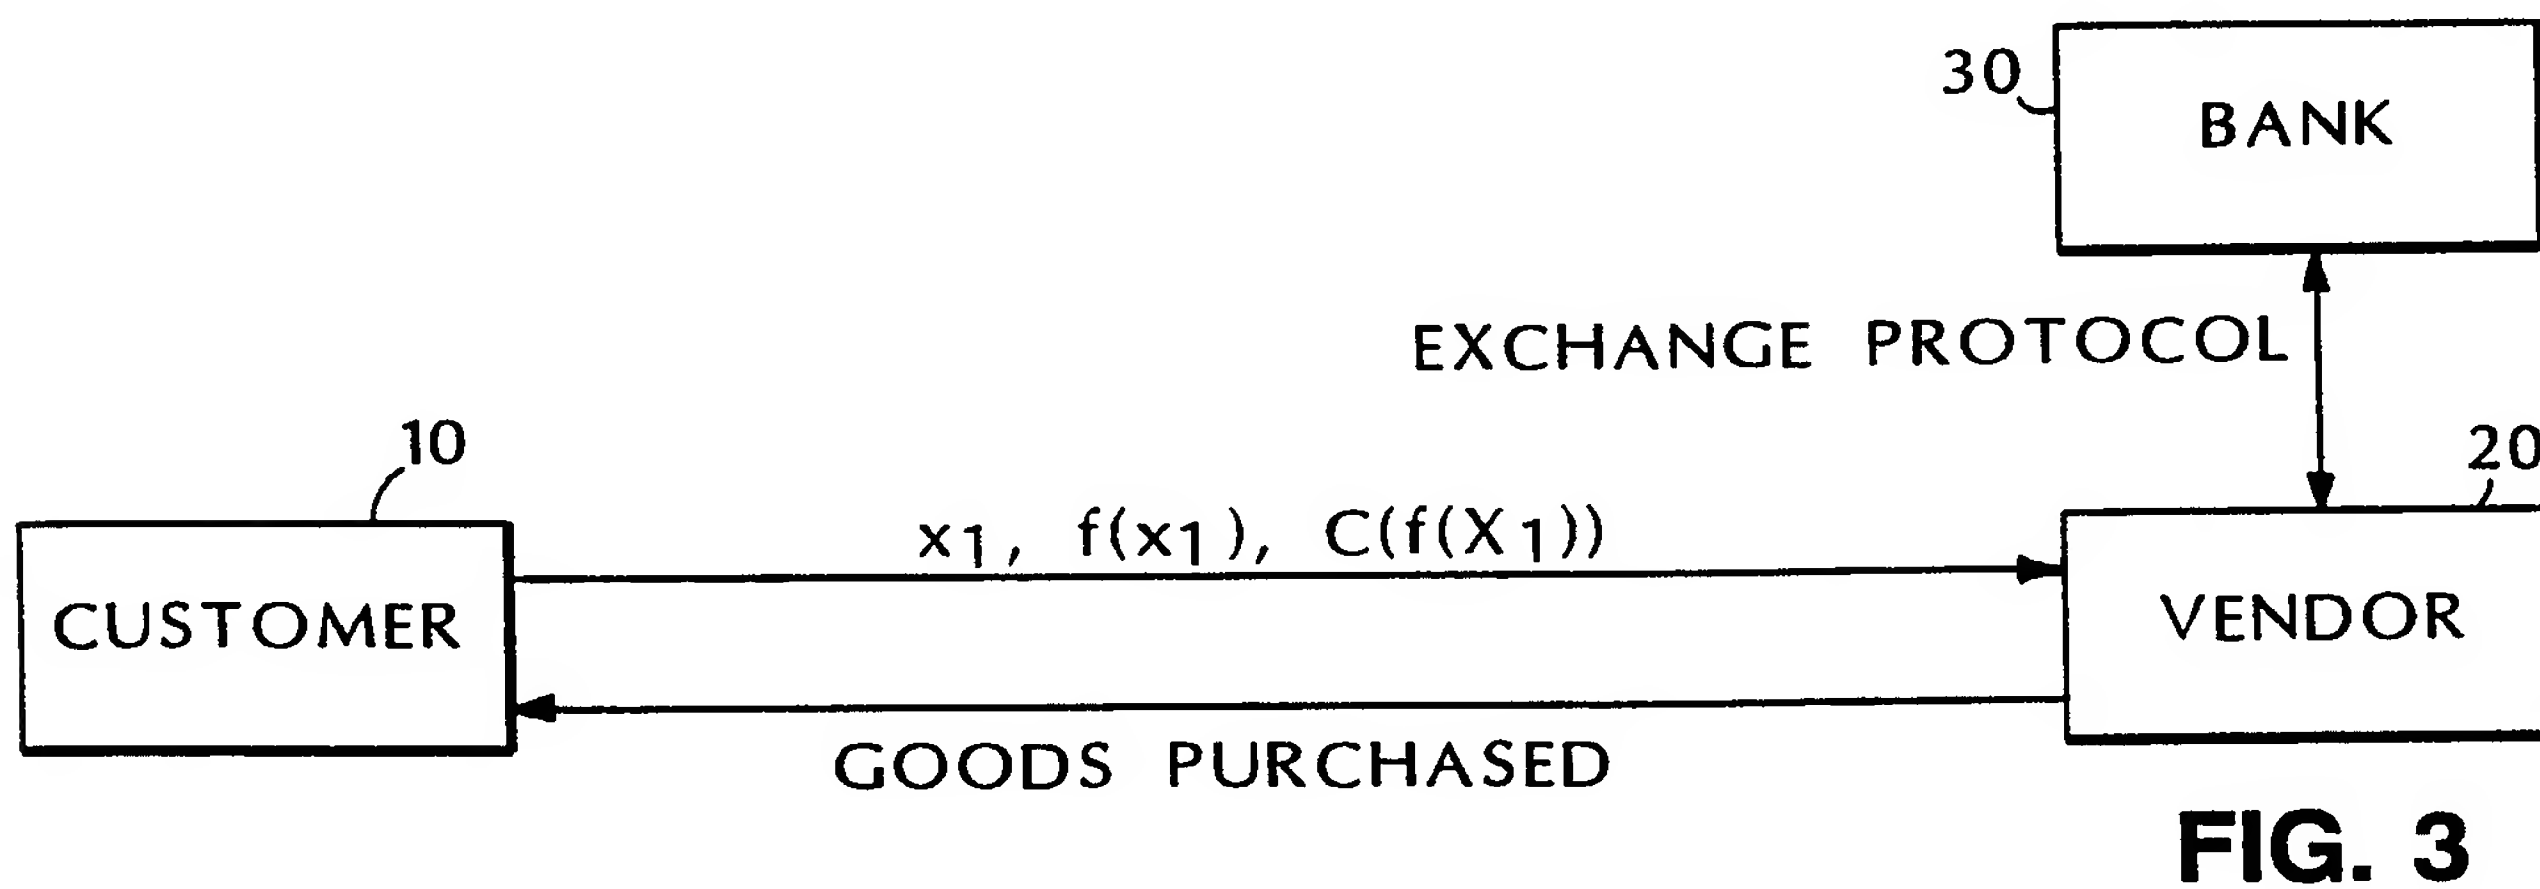 30
BANK
EXCHANGE PROTOCOL
10
20
x1, f(x1), C(f(X1))
CUSTOMER
VENDOR
GOODS PURCHASED
FIG. 3